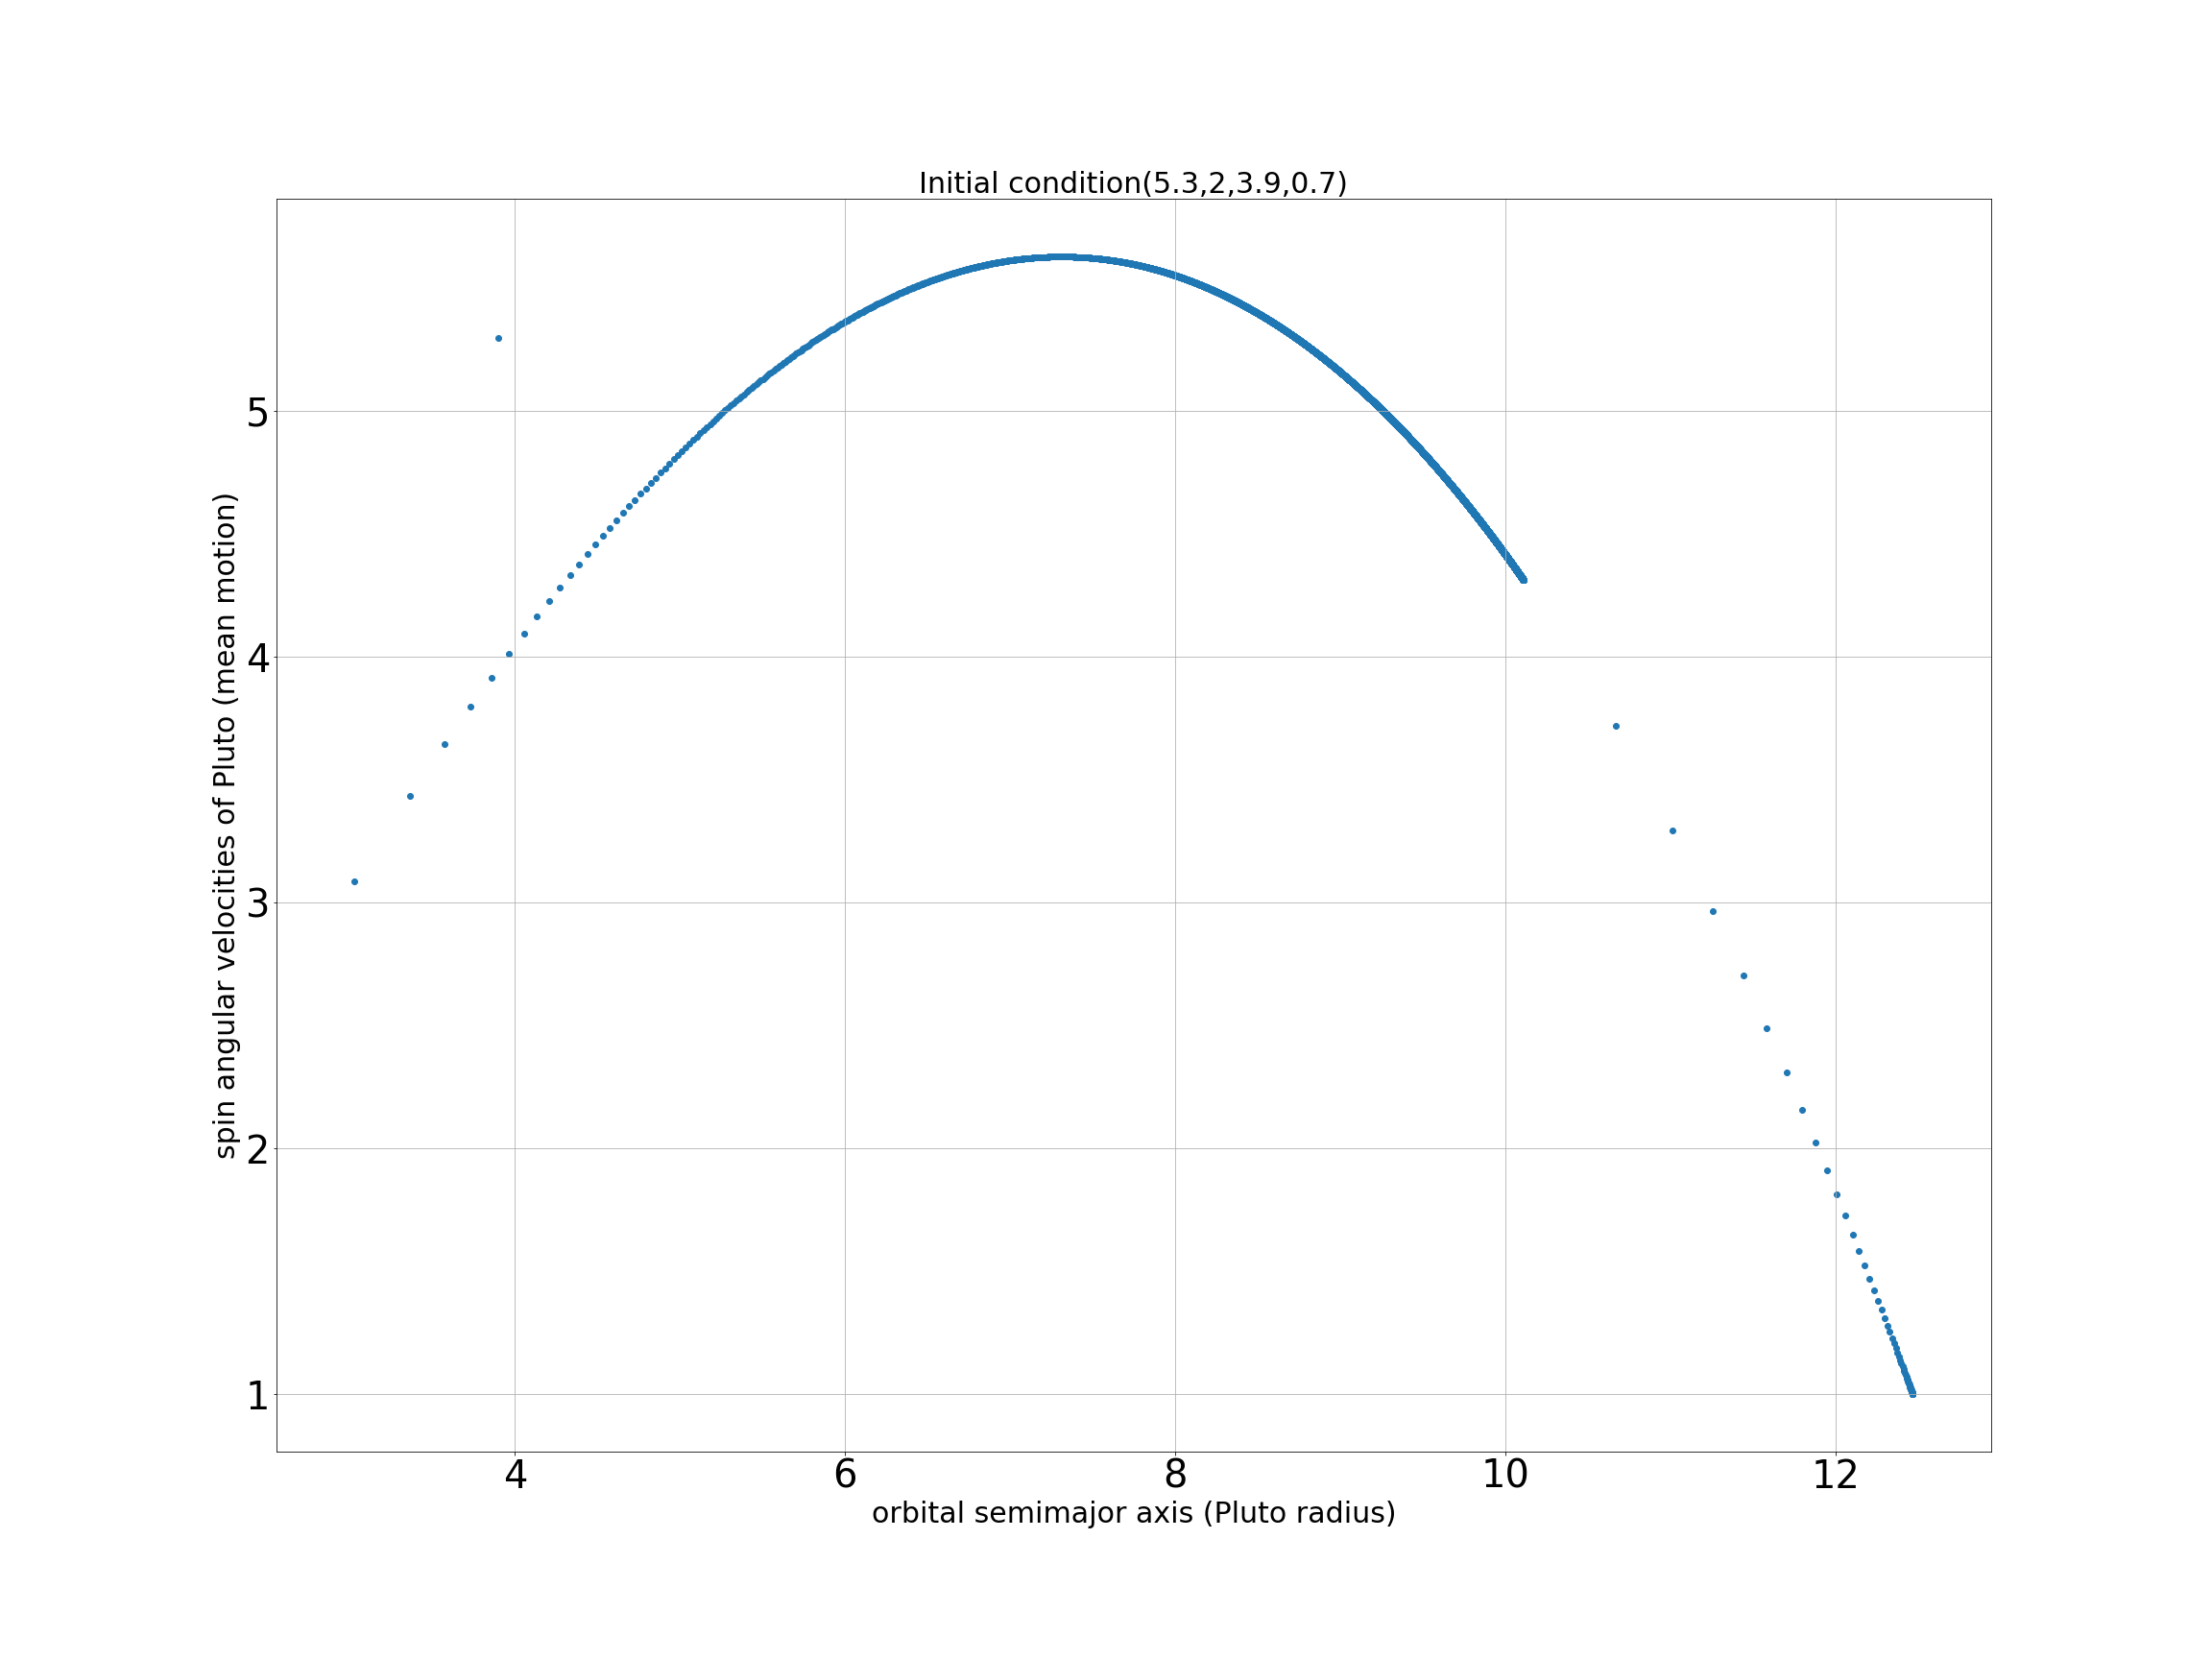 Initial condition(5.3,2,3.9,0.7)
spin angular velocities of Pluto (mean motion)
5
4
3
2
1
4 6 8 10 12
orbital semimajor axis (Pluto radius)